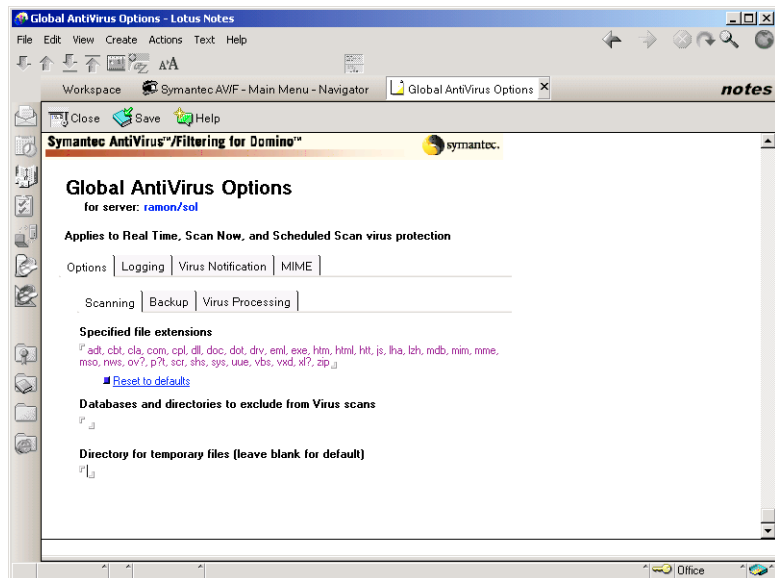 Global AntiVirus Options - Lotus Notes
File Edit View Create Actions Text Help
Workspace Symantec AV/F - Main Menu - Navigator Global AntiVirus Options notes
Close Save Help
Symantec AntiVirus™/Filtering for Domino™ symantec.
Global AntiVirus Options
for server: ramon/sol
Applies to Real Time, Scan Now, and Scheduled Scan virus protection
Options Logging Virus Notification MIME
Scanning Backup Virus Processing
Specified file extensions
adt, cbt, cla, com, cpl, dll, doc, dot, drv, eml, exe, htm, html, htt, js, lha, lzh, mdb, mim, mme,
mso, nws, ov?, p?t, scr, shs, sys, uue, vbs, vxd, xl?, zip
Reset to defaults
Databases and directories to exclude from Virus scans
Directory for temporary files (leave blank for default)
Office